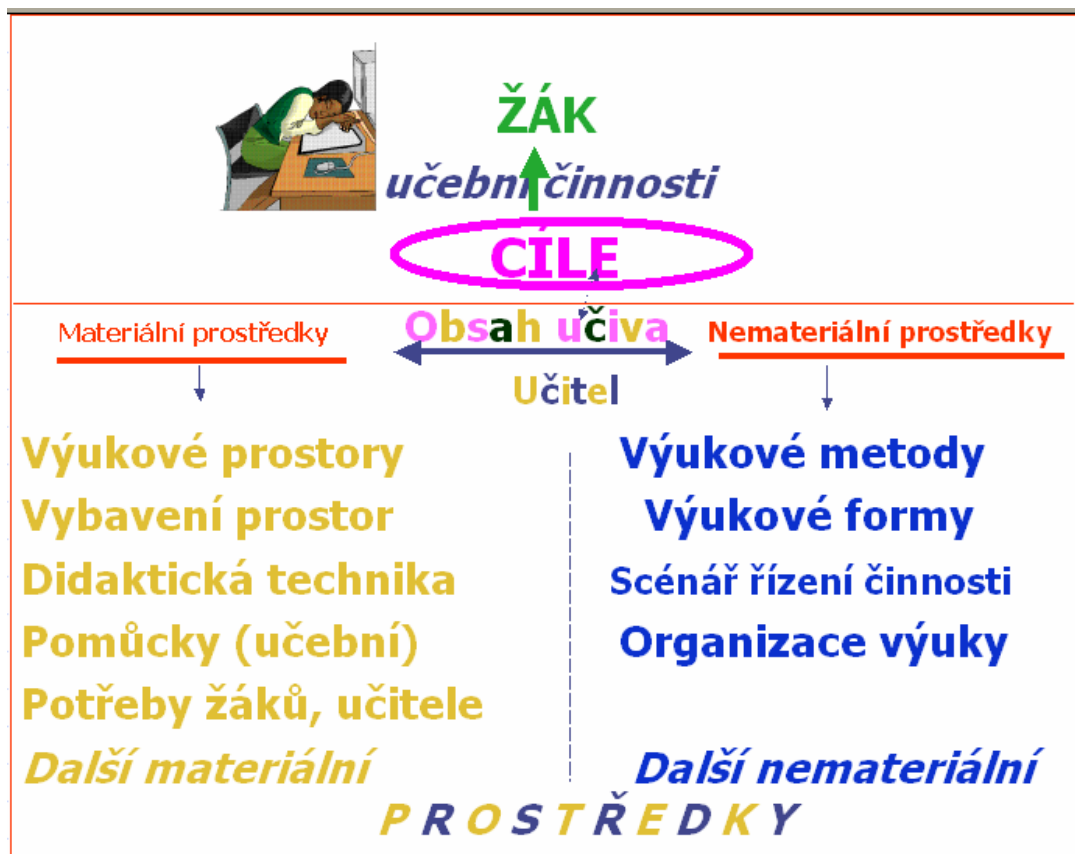 ŽÁK
učební činnosti
CÍLE
Obsah učiva
Materiální prostředky
Nemateriální prostředky
Učitel
Výukové prostory
Výukové metody
Vybavení prostor
Výukové formy
Didaktická technika
Scénář řízení činnosti
Pomůcky (učební)
Organizace výuky
Potřeby žáků, učitele
Další materiální
Další nemateriální
P R O S T Ř E D K Y